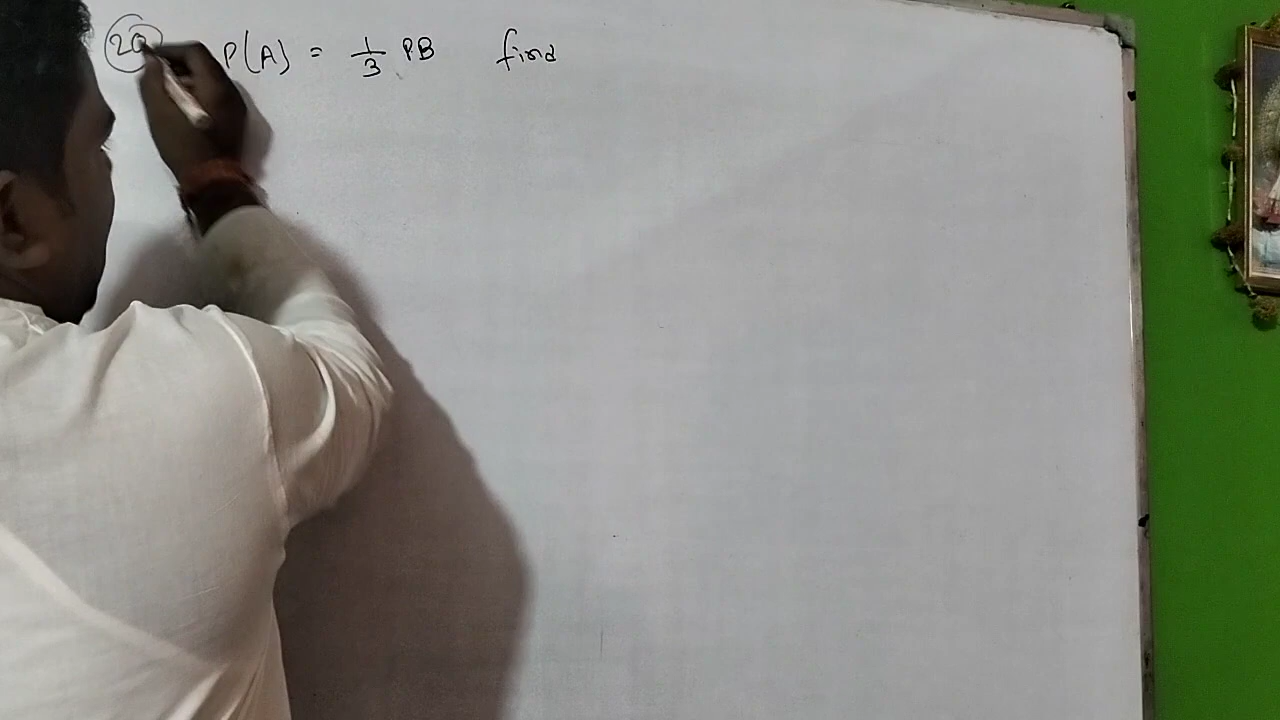 20 P(A) = 1/3 PB find